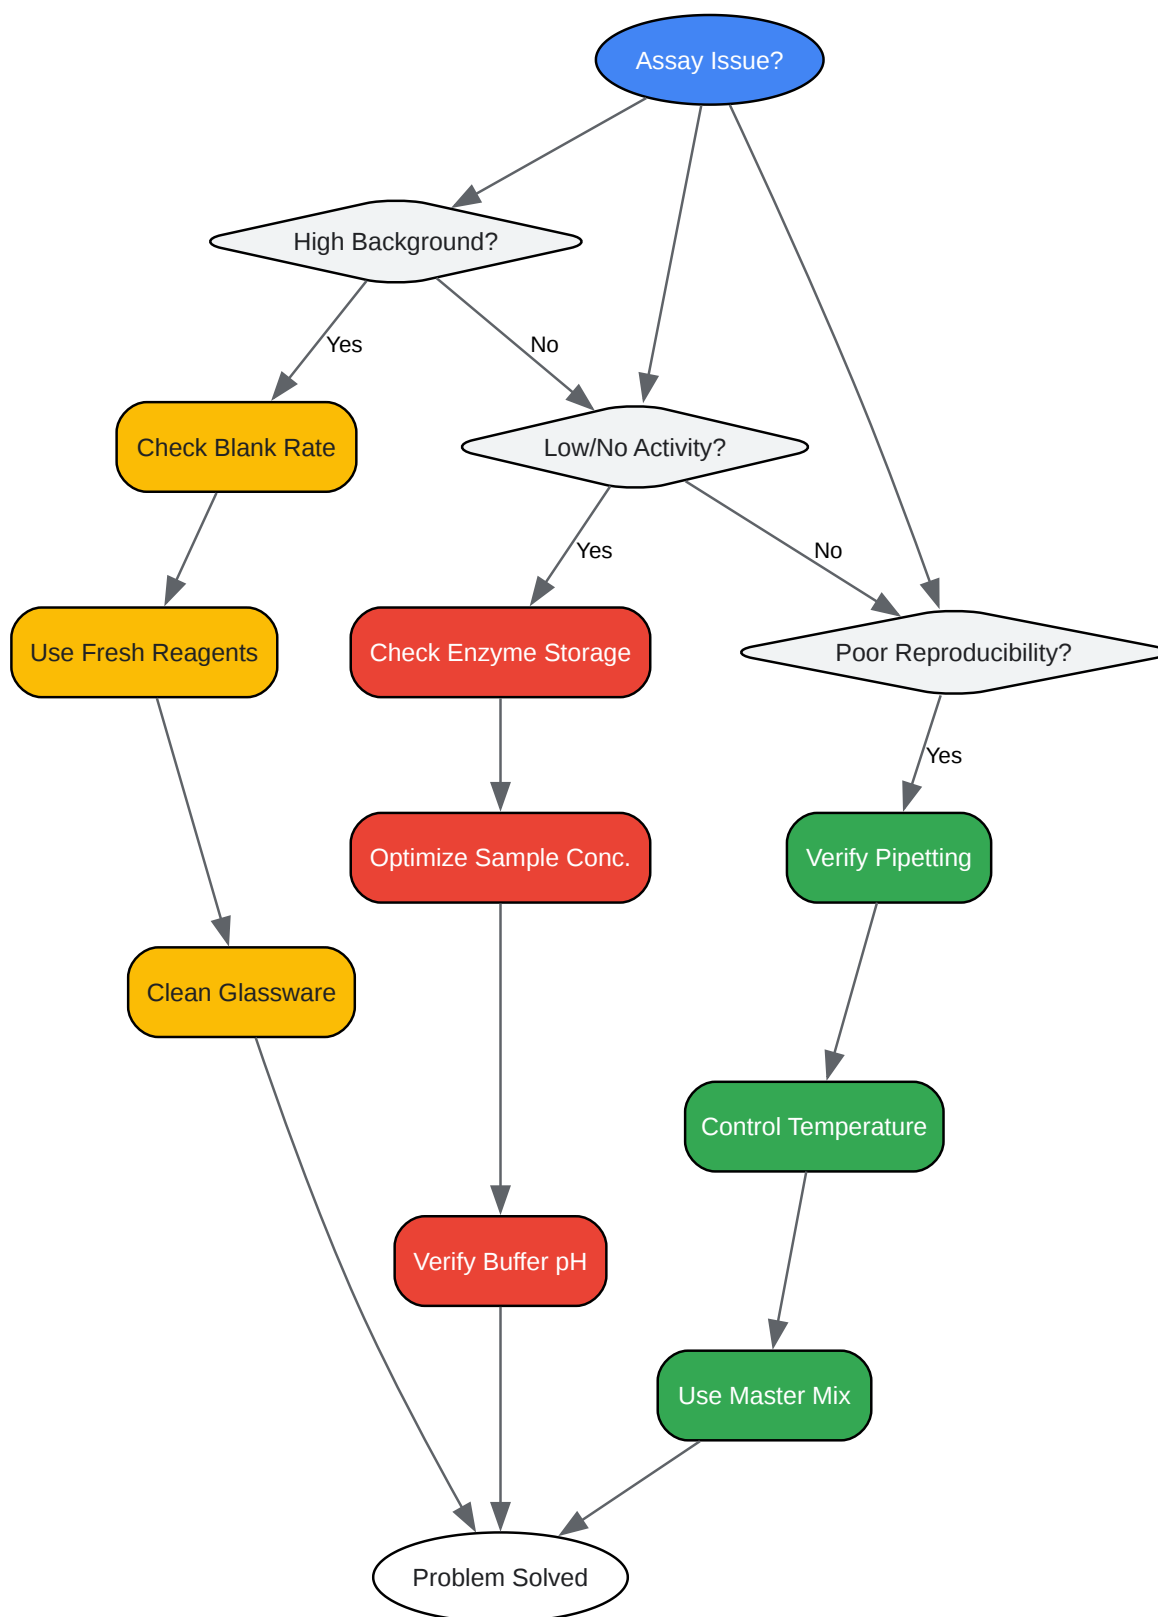 Assay Issue?
High Background?
Yes
No
Check Blank Rate
Low/No Activity?
Yes
No
Use Fresh Reagents
Check Enzyme Storage
Poor Reproducibility?
Yes
Optimize Sample Conc.
Verify Pipetting
Clean Glassware
Control Temperature
Verify Buffer pH
Use Master Mix
Problem Solved